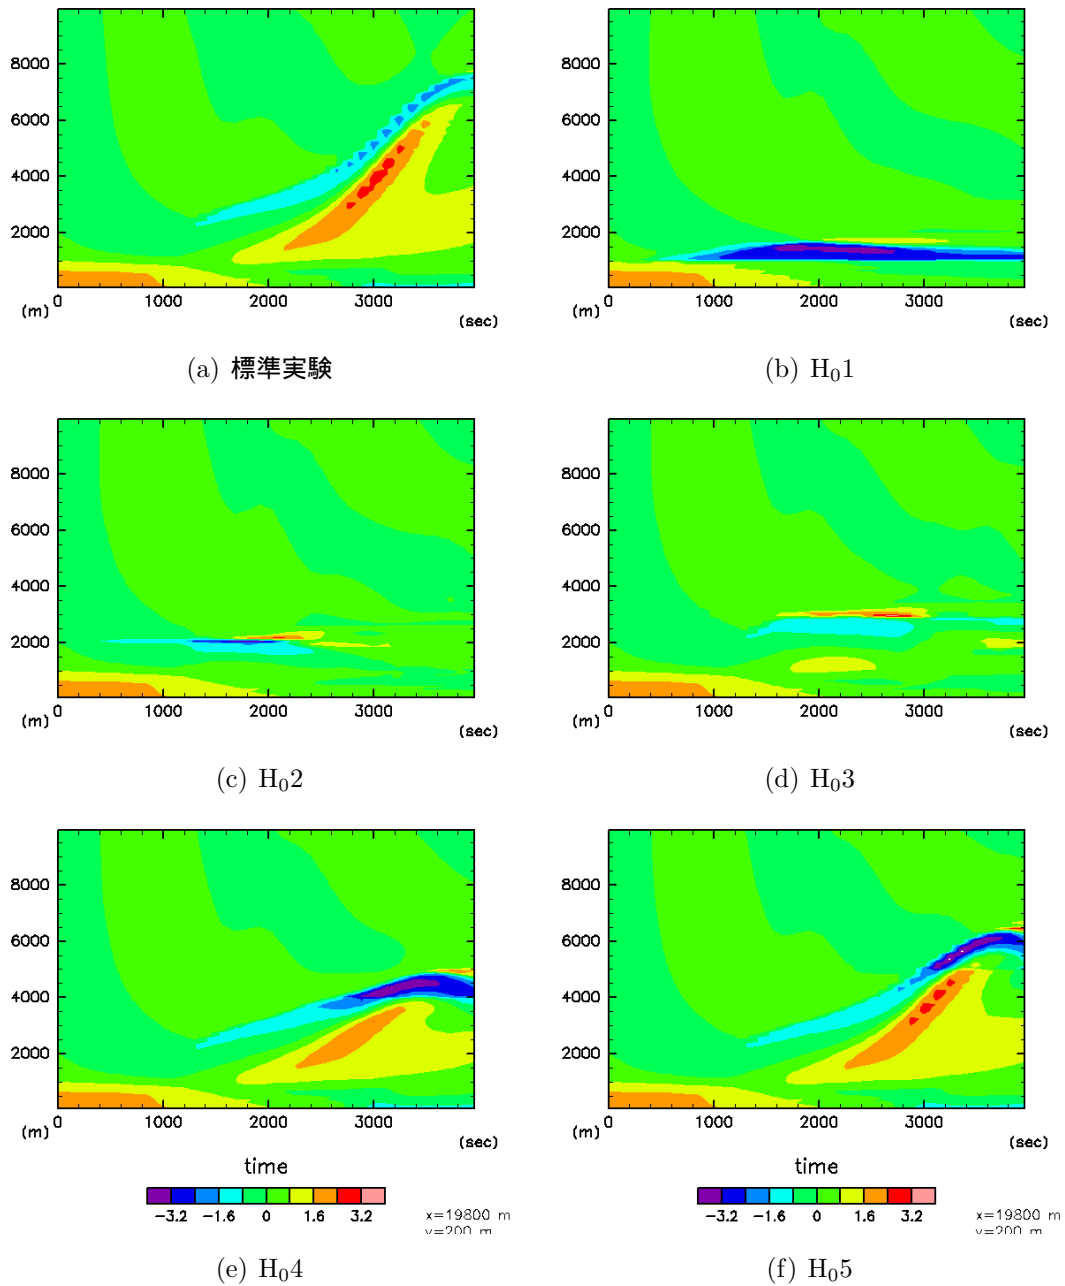 8000 8000
6000 6000
4000 4000
2000 2000
0 1000 2000 3000 0 1000 2000 3000
(m) (m)
(sec) (sec)
(a) 標準実験 (b) H₀1
8000 8000
6000 6000
4000 4000
2000 2000
0 1000 2000 3000 0 1000 2000 3000
(m) (m)
(sec) (sec)
(c) H₀2 (d) H₀3
8000 8000
6000 6000
4000 4000
2000 2000
0 1000 2000 3000 0 1000 2000 3000
(m) (m)
(sec) (sec)
time time
−3.2 −1.6 0 1.6 3.2 −3.2 −1.6 0 1.6 3.2
x=19800 m x=19800 m
y=200 m y=200 m
(e) H₀4 (f) H₀5